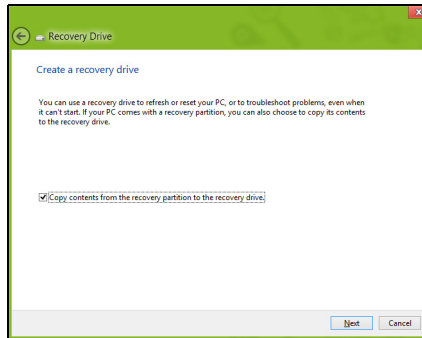 Recovery Drive
Create a recovery drive
You can use a recovery drive to refresh or reset your PC, or to troubleshoot problems, even when
it can't start. If your PC comes with a recovery partition, you can also choose to copy its contents
to the recovery drive.
Copy contents from the recovery partition to the recovery drive.
Next Cancel